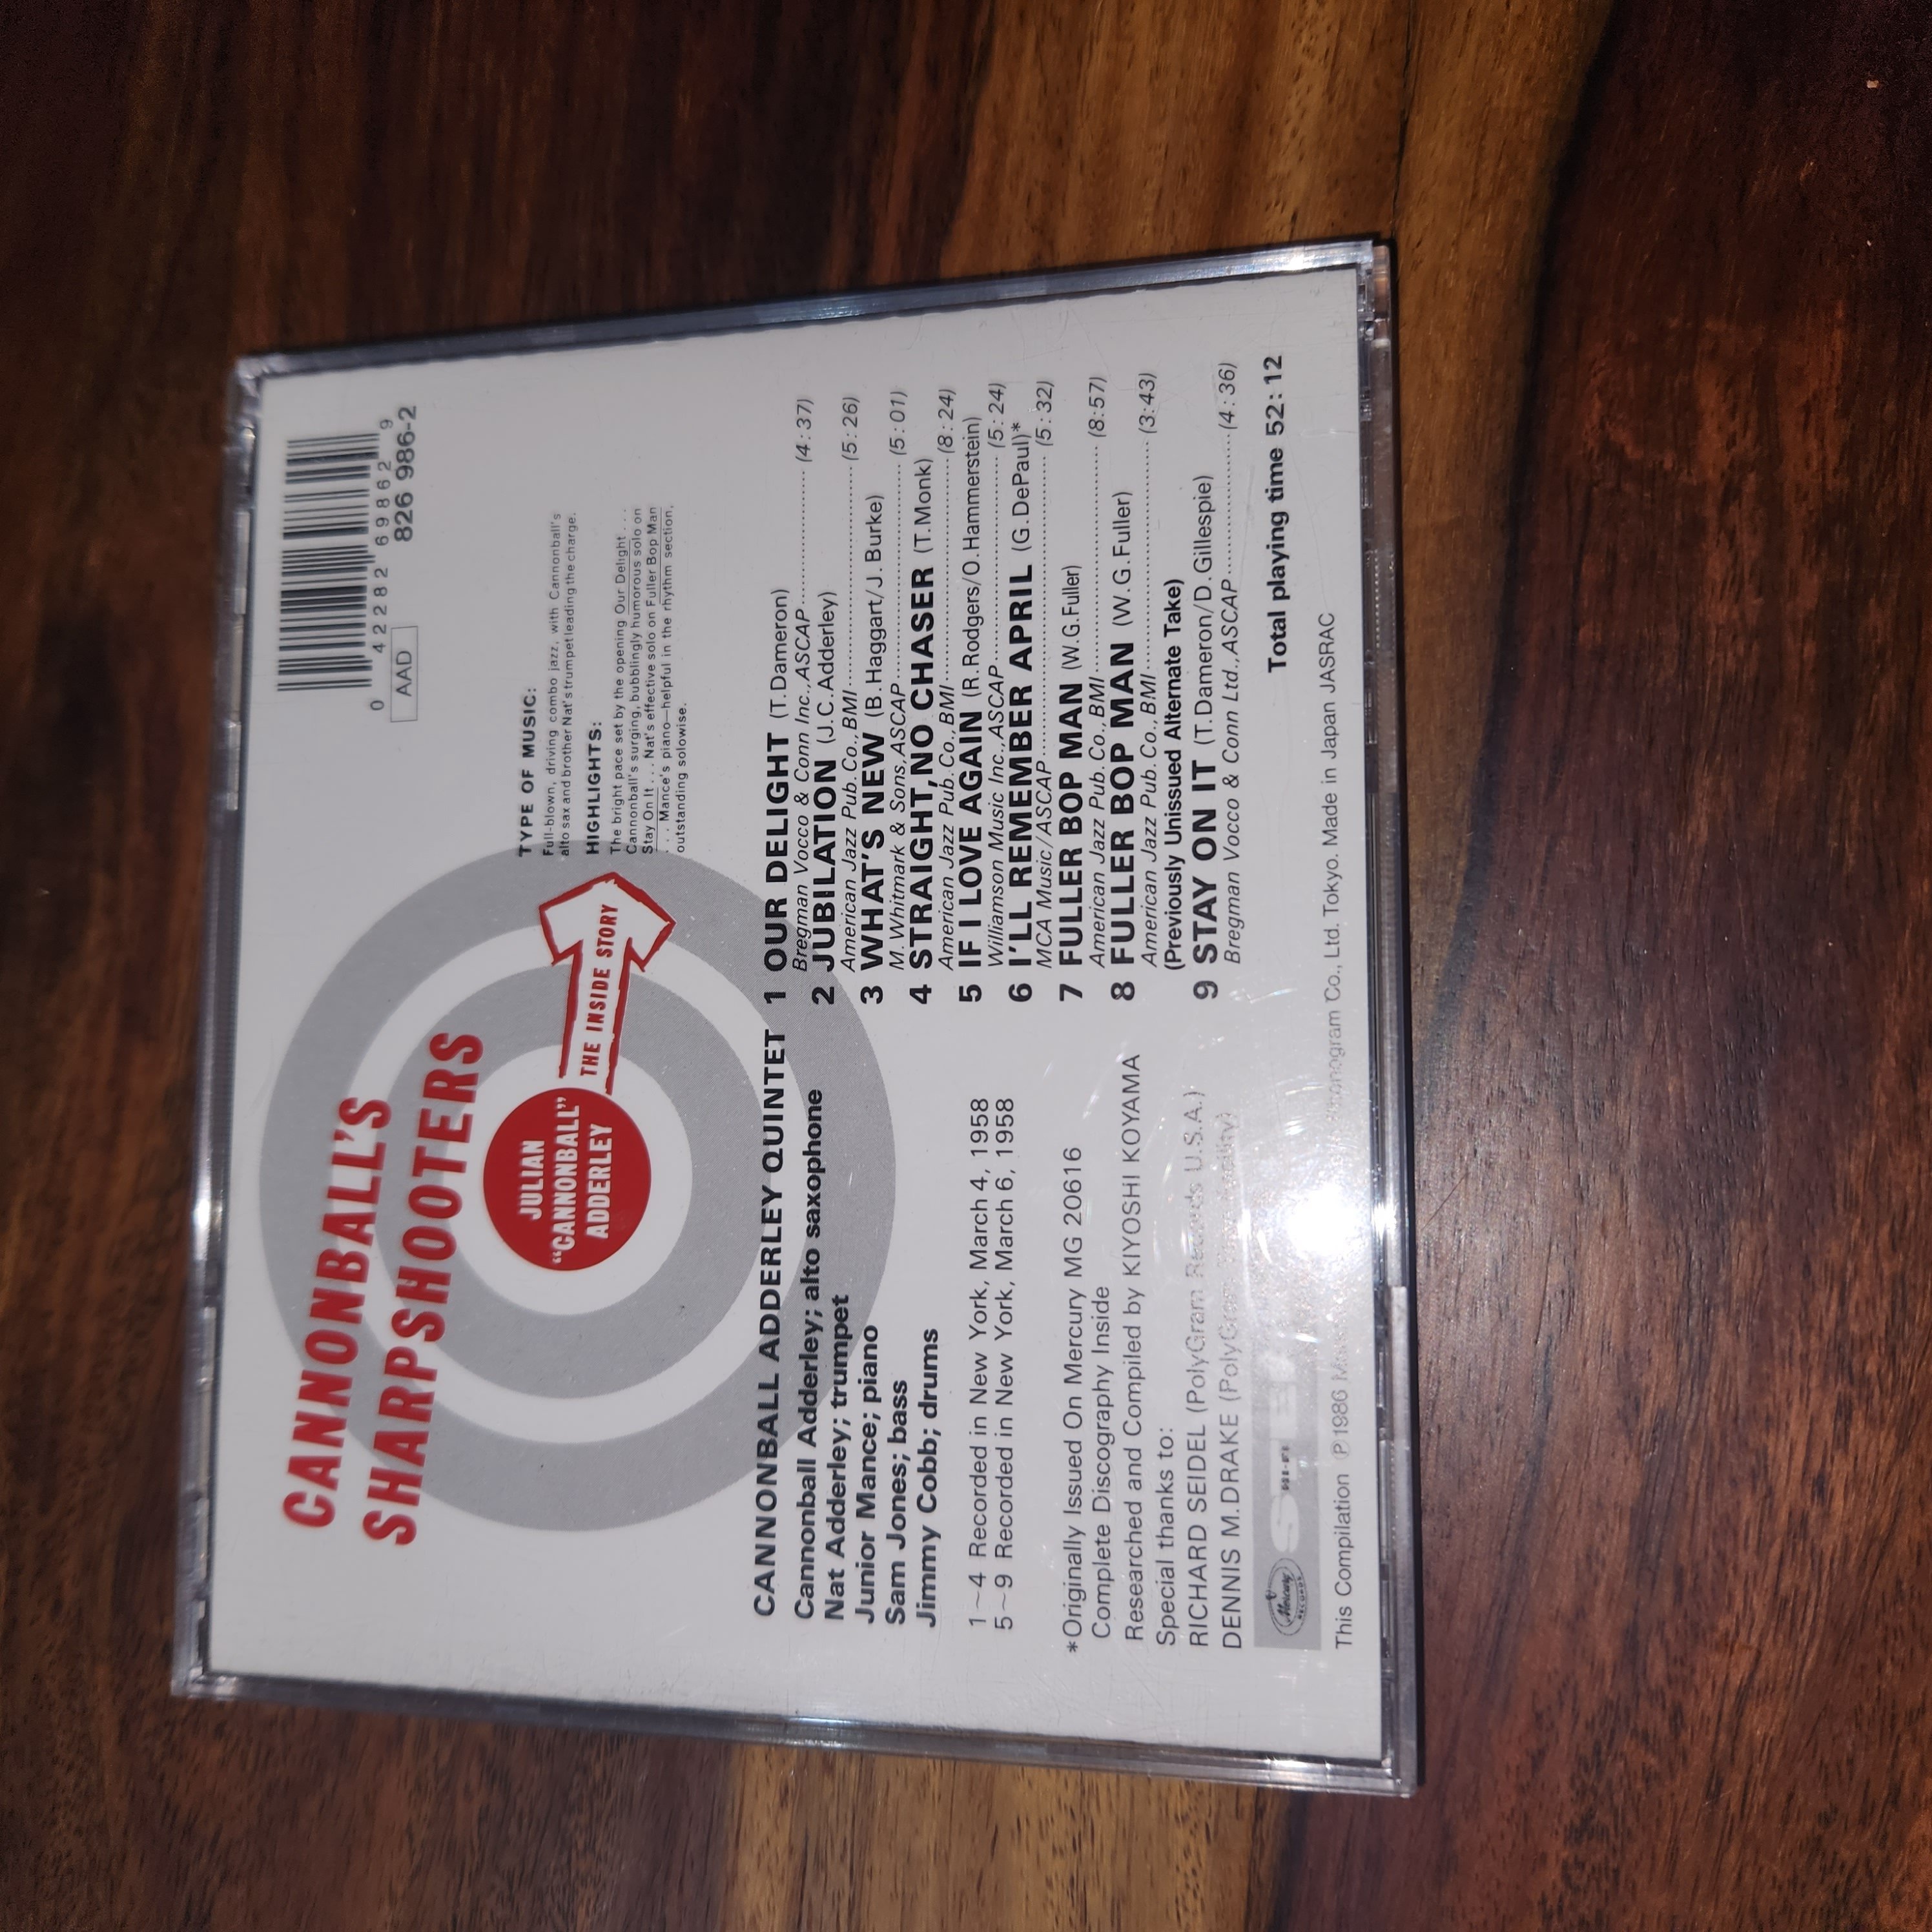 CANNONBALL'S
SHARPSHOOTERS
JULIAN
"CANNONBALL"
ADDERLEY
THE INSIDE STORY
0 42282 69862 9
AAD
826 986-2
TYPE OF MUSIC:
Full-blown, driving combo jazz, with Cannonball's
alto sax and brother Nat's trumpet leading the charge.
HIGHLIGHTS:
The bright pace set by the opening Our Delight . . .
Cannonball's surging, bubblingly humorous solo on
Stay On It . . . Nat's effective solo on Fuller Bop Man
. . . Mance's piano—helpful in the rhythm section,
outstanding solowise.
CANNONBALL ADDERLEY QUINTET
Cannonball Adderley; alto saxophone
Nat Adderley; trumpet
Junior Mance; piano
Sam Jones; bass
Jimmy Cobb; drums
1~4 Recorded in New York, March 4, 1958
5~9 Recorded in New York, March 6, 1958
*Originally Issued On Mercury MG 20616
Complete Discography Inside
Researched and Compiled by KIYOSHI KOYAMA
Special thanks to:
RICHARD SEIDEL (PolyGram Records U.S.A.)
DENNIS M.DRAKE (PolyGram
1 OUR DELIGHT (T.Dameron)
Bregman Vocco & Conn Inc.,ASCAP (4:37)
2 JUBILATION (J.C.Adderley)
American Jazz Pub.Co.,BMI (5:26)
3 WHAT'S NEW (B.Haggart/J.Burke)
M.Whitmark & Sons,ASCAP (5:01)
4 STRAIGHT,NO CHASER (T.Monk)
American Jazz Pub.Co.,BMI (8:24)
5 IF I LOVE AGAIN (R.Rodgers/O.Hammerstein)
Williamson Music Inc.,ASCAP (5:24)
6 I'LL REMEMBER APRIL (G.DePaul)*
MCA Music/ASCAP (5:32)
7 FULLER BOP MAN (W.G.Fuller)
American Jazz Pub.Co.,BMI (8:57)
8 FULLER BOP MAN (W.G.Fuller)
American Jazz Pub.Co.,BMI (3:43)
(Previously Unissued Alternate Take)
9 STAY ON IT (T.Dameron/D.Gillespie)
Bregman Vocco & Conn Ltd.,ASCAP (4:36)
Total playing time 52:12
Mercury
RECORDS
HI-FI
This Compilation ℗1986 Co., Ltd. Tokyo. Made in Japan JASRAC